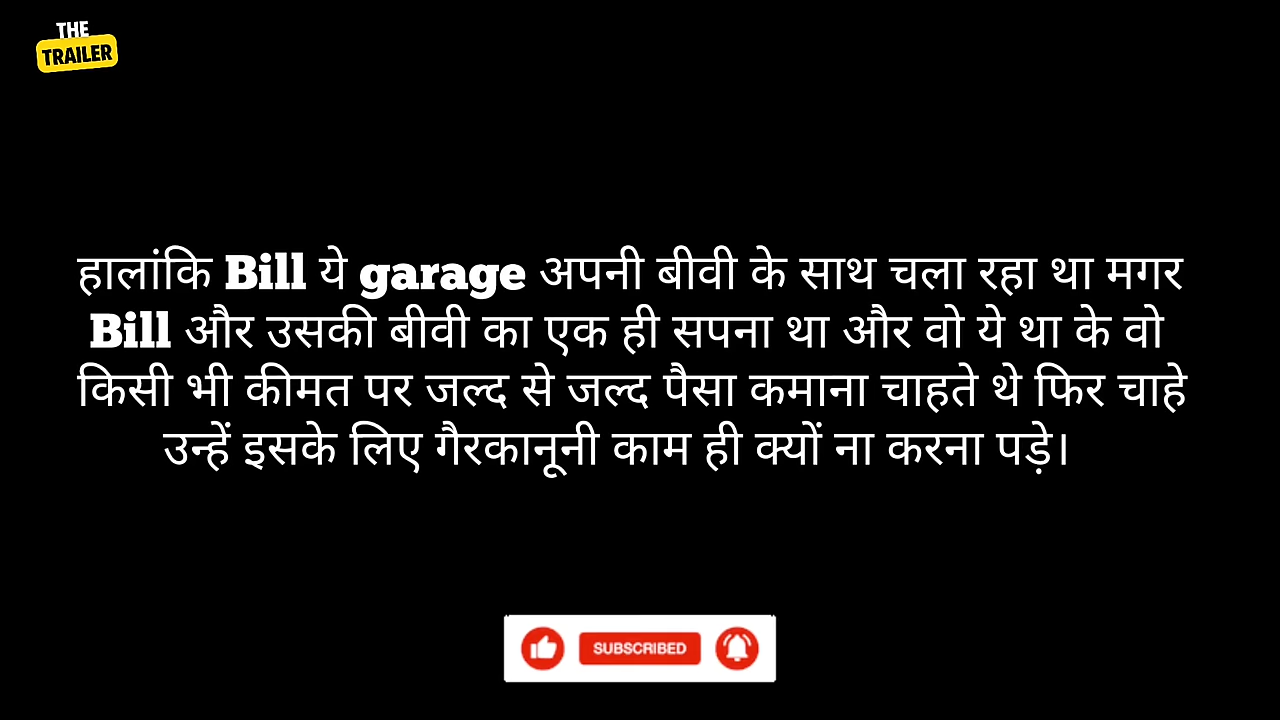 THE
TRAILER
हालांकि Bill ये garage अपनी बीवी के साथ चला रहा था मगर
Bill और उसकी बीवी का एक ही सपना था और वो ये था के वो
किसी भी कीमत पर जल्द से जल्द पैसा कमाना चाहते थे फिर चाहे
उन्हें इसके लिए गैरकानूनी काम ही क्यों ना करना पड़े।
SUBSCRIBED